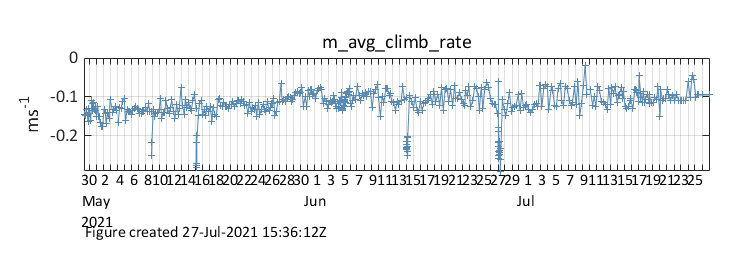 m_avg_climb_rate
0
-0.1
-0.2
ms-1
30 2 4 6 8 10 12 14 16 18 20 22 24 26 28 30 1 3 5 7 9 11 13 15 17 19 21 23 25 27 29 1 3 5 7 9 11 13 15 17 19 21 23 25
May Jun Jul
2021
Figure created 27-Jul-2021 15:36:12Z